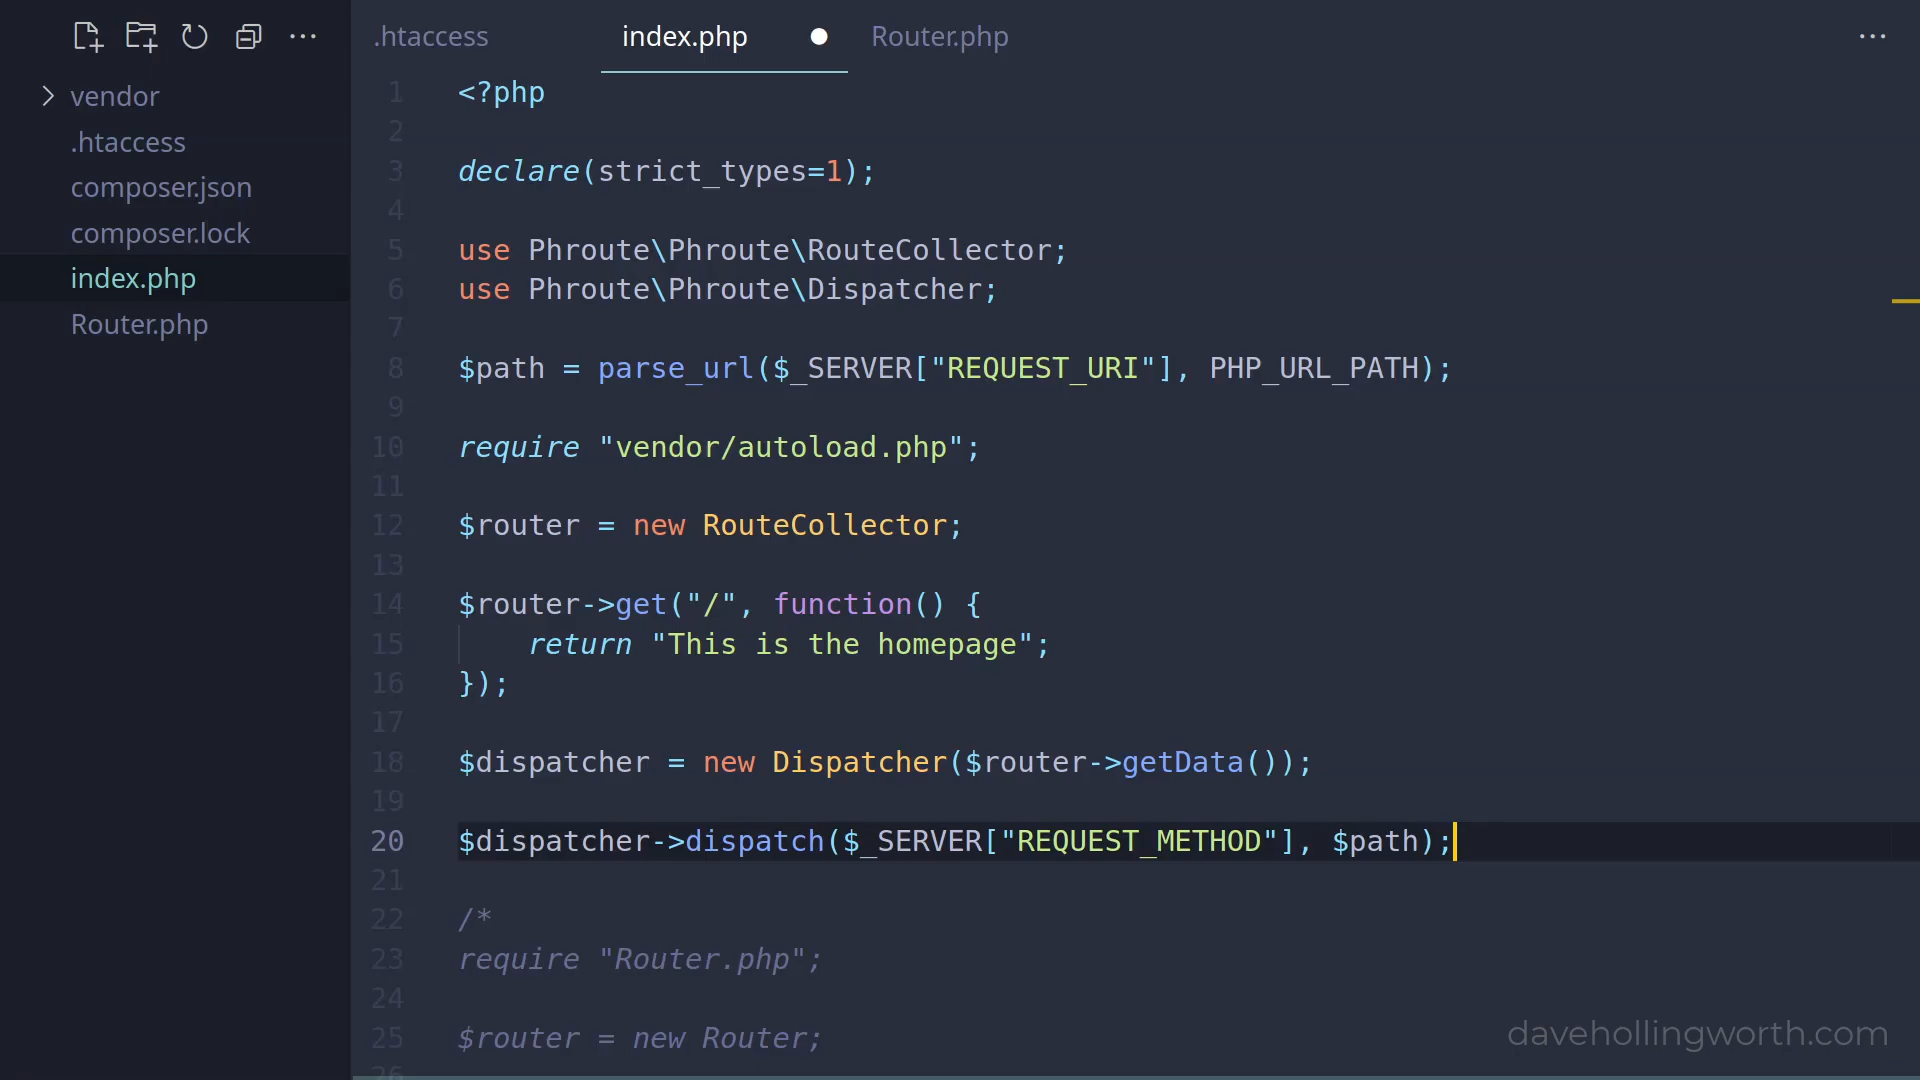 .htaccess
index.php
Router.php
vendor
.htaccess
composer.json
composer.lock
index.php
Router.php
1 <?php
2
3 declare(strict_types=1);
4
5 use Phroute\Phroute\RouteCollector;
6 use Phroute\Phroute\Dispatcher;
7
8 $path = parse_url($_SERVER["REQUEST_URI"], PHP_URL_PATH);
9
10 require "vendor/autoload.php";
11
12 $router = new RouteCollector;
13
14 $router->get("/", function() {
15     return "This is the homepage";
16 });
17
18 $dispatcher = new Dispatcher($router->getData());
19
20 $dispatcher->dispatch($_SERVER["REQUEST_METHOD"], $path);
21
22 /*
23 require "Router.php";
24
25 $router = new Router;
26
davehollingworth.com